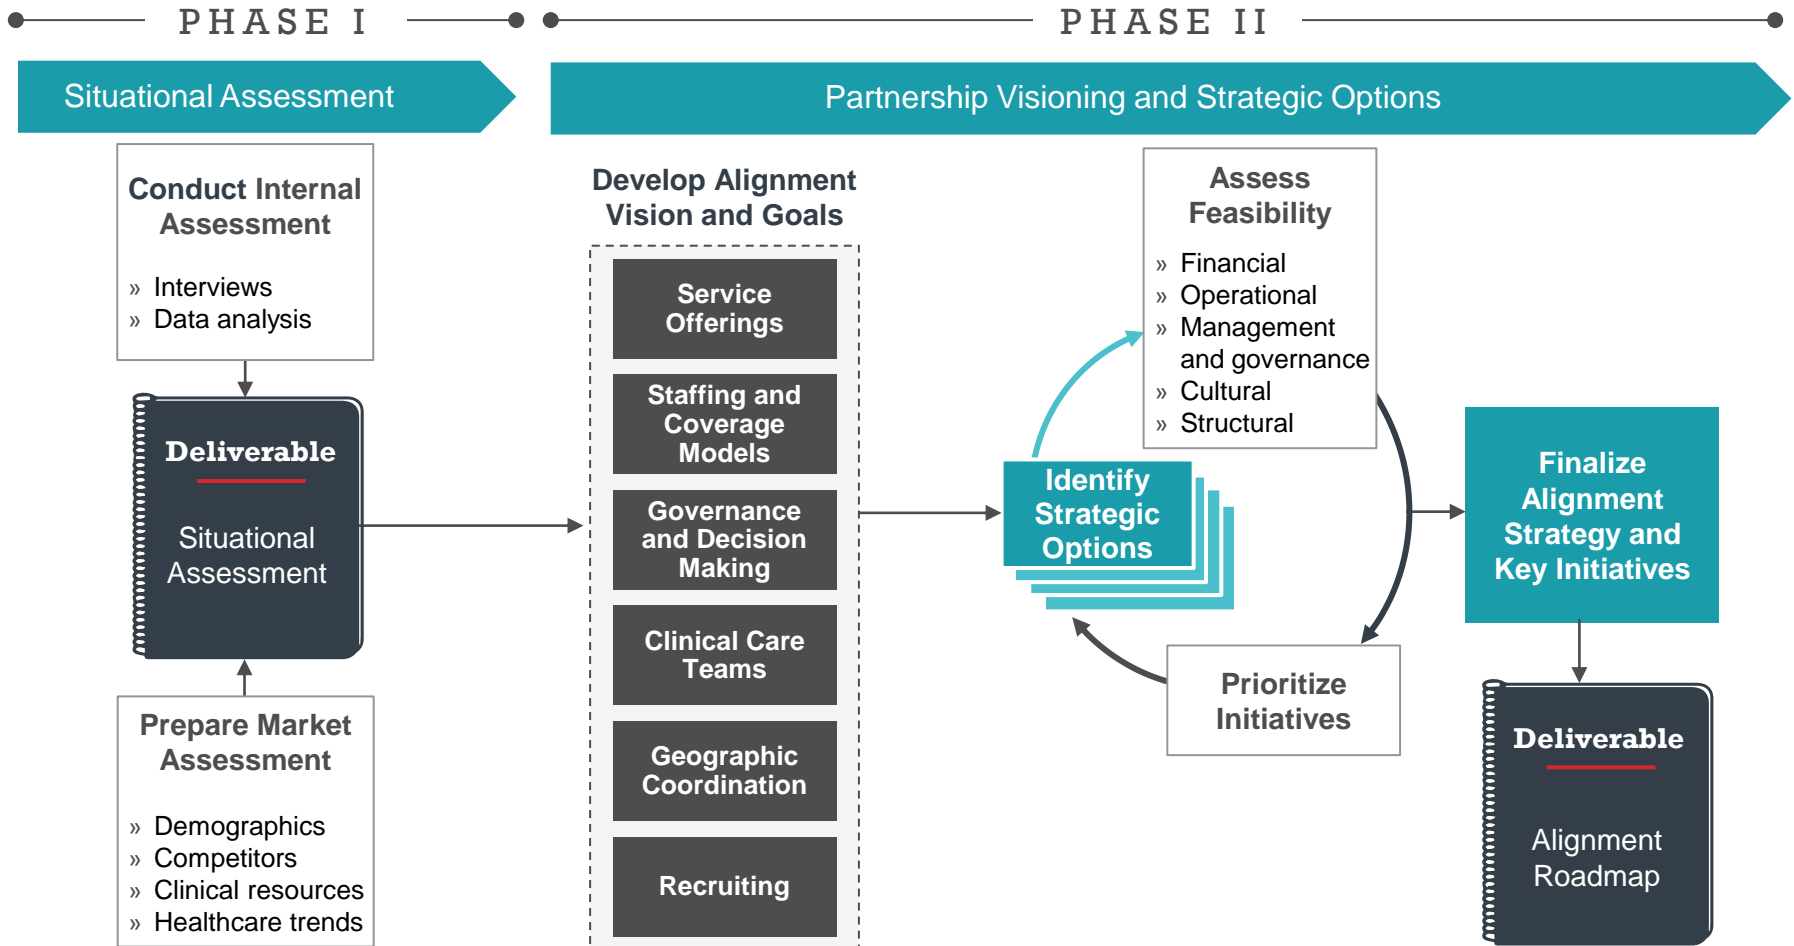 PHASE I
PHASE II
Situational Assessment
Partnership Visioning and Strategic Options
Conduct Internal
Assessment
» Interviews
» Data analysis
Deliverable
Situational
Assessment
Prepare Market
Assessment
» Demographics
» Competitors
» Clinical resources
» Healthcare trends
Develop Alignment
Vision and Goals
Service
Offerings
Staffing and
Coverage
Models
Governance
and Decision
Making
Clinical Care
Teams
Geographic
Coordination
Recruiting
Identify
Strategic
Options
Assess
Feasibility
» Financial
» Operational
» Management
and governance
» Cultural
» Structural
Prioritize
Initiatives
Finalize
Alignment
Strategy and
Key Initiatives
Deliverable
Alignment
Roadmap